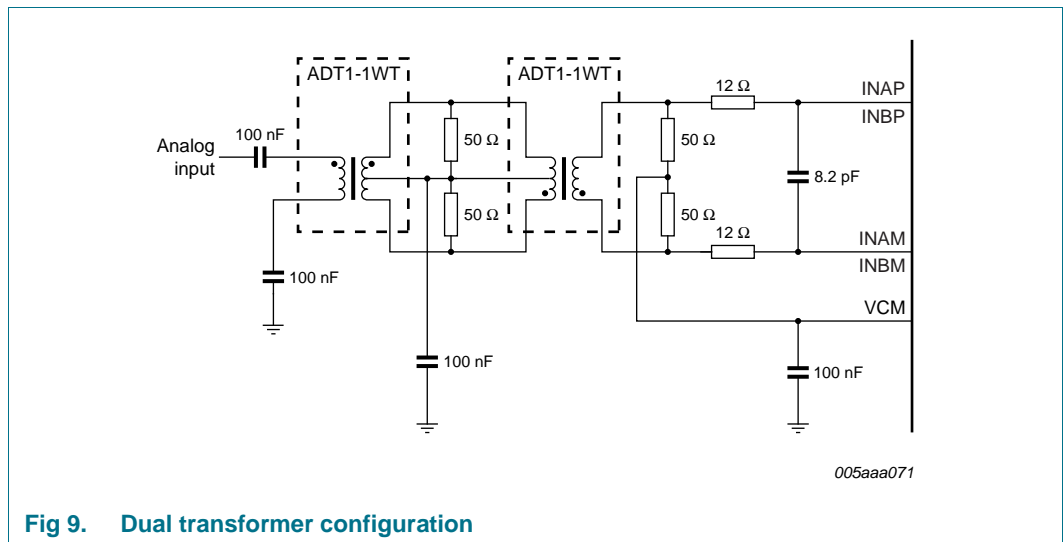 ADT1-1WT
ADT1-1WT
12 Ω
INAP
INBP
100 nF
Analog
input
50 Ω
50 Ω
8.2 pF
50 Ω
50 Ω
12 Ω
INAM
INBM
100 nF
VCM
100 nF
100 nF
005aaa071
Fig 9. Dual transformer configuration